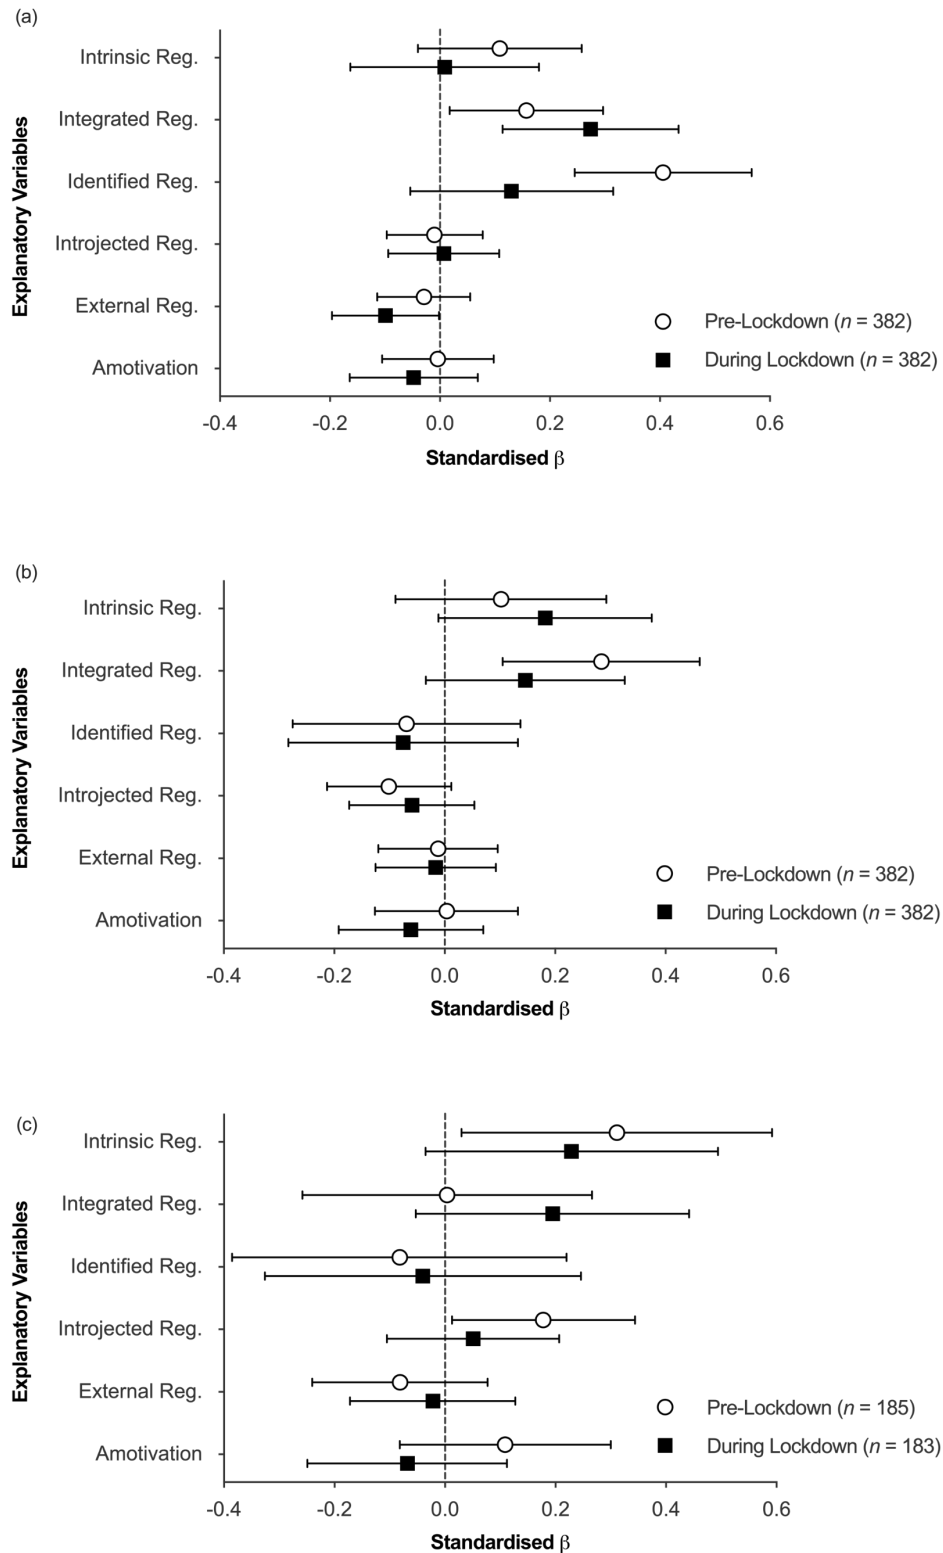 (a)
Explanatory Variables
Intrinsic Reg.
Integrated Reg.
Identified Reg.
Introjected Reg.
External Reg.
Amotivation
Pre-Lockdown (n = 382)
During Lockdown (n = 382)
-0.4 -0.2 0.0 0.2 0.4 0.6
Standardised β
(b)
Explanatory Variables
Intrinsic Reg.
Integrated Reg.
Identified Reg.
Introjected Reg.
External Reg.
Amotivation
Pre-Lockdown (n = 382)
During Lockdown (n = 382)
-0.4 -0.2 0.0 0.2 0.4 0.6
Standardised β
(c)
Explanatory Variables
Intrinsic Reg.
Integrated Reg.
Identified Reg.
Introjected Reg.
External Reg.
Amotivation
Pre-Lockdown (n = 185)
During Lockdown (n = 183)
-0.4 -0.2 0.0 0.2 0.4 0.6
Standardised β